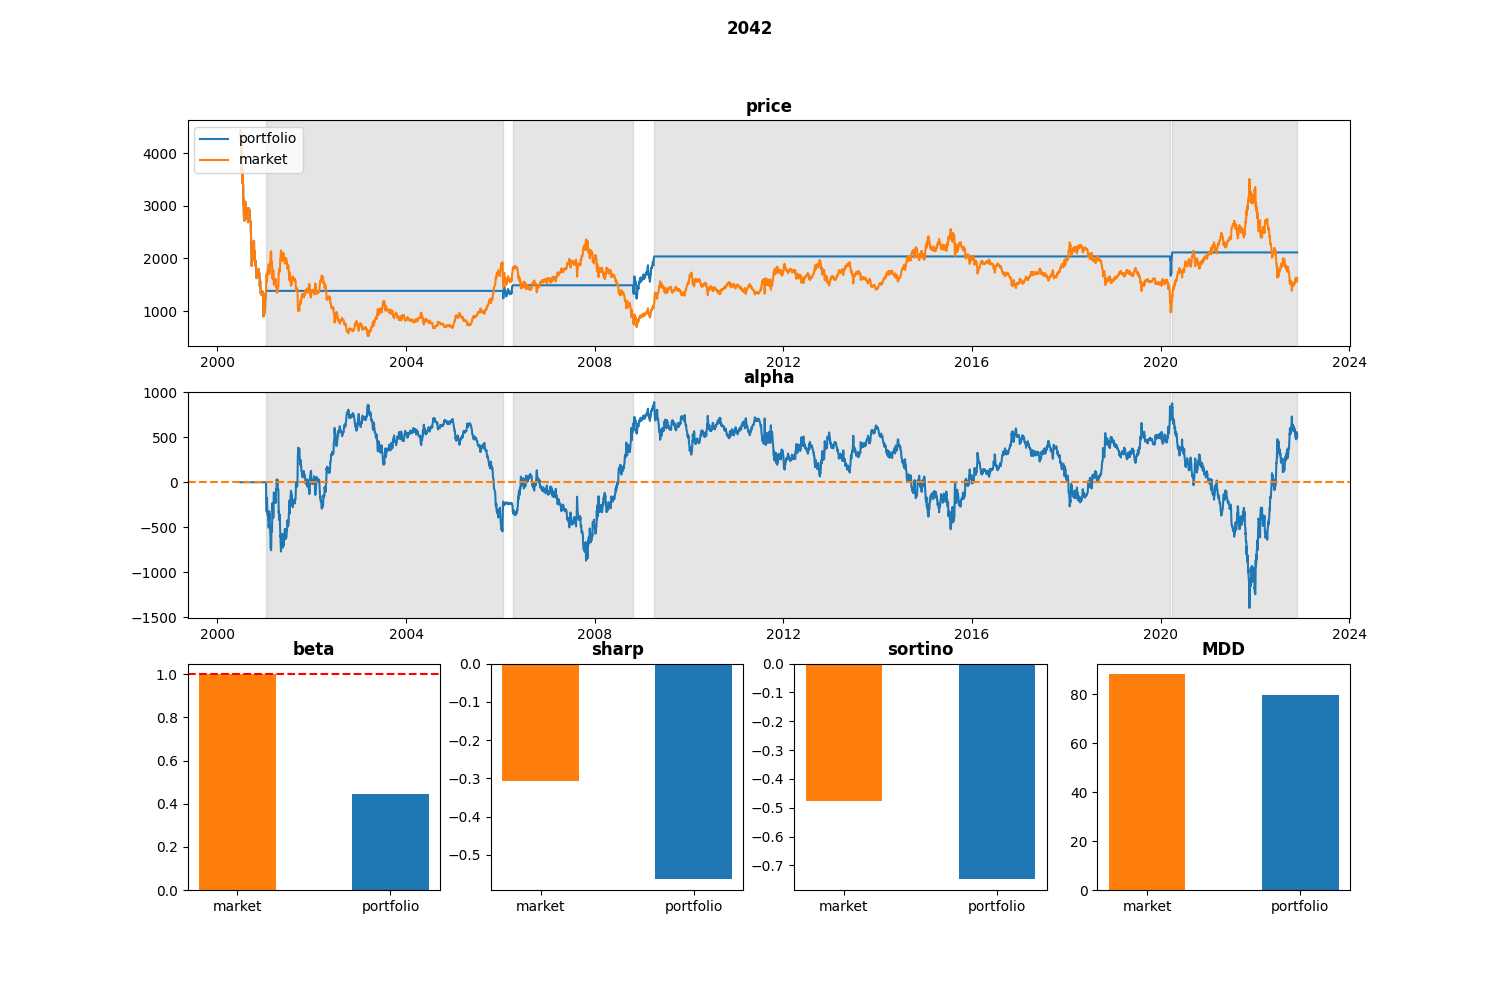 2042
price
portfolio
market
4000
3000
2000
1000
2000 2004 2008 2012 2016 2020 2024
alpha
1000
500
0
−500
−1000
−1500
2000 2004 2008 2012 2016 2020 2024
beta
1.0
0.8
0.6
0.4
0.2
0.0
market portfolio
sharp
0.0
−0.1
−0.2
−0.3
−0.4
−0.5
market portfolio
sortino
0.0
−0.1
−0.2
−0.3
−0.4
−0.5
−0.6
−0.7
market portfolio
MDD
80
60
40
20
0
market portfolio